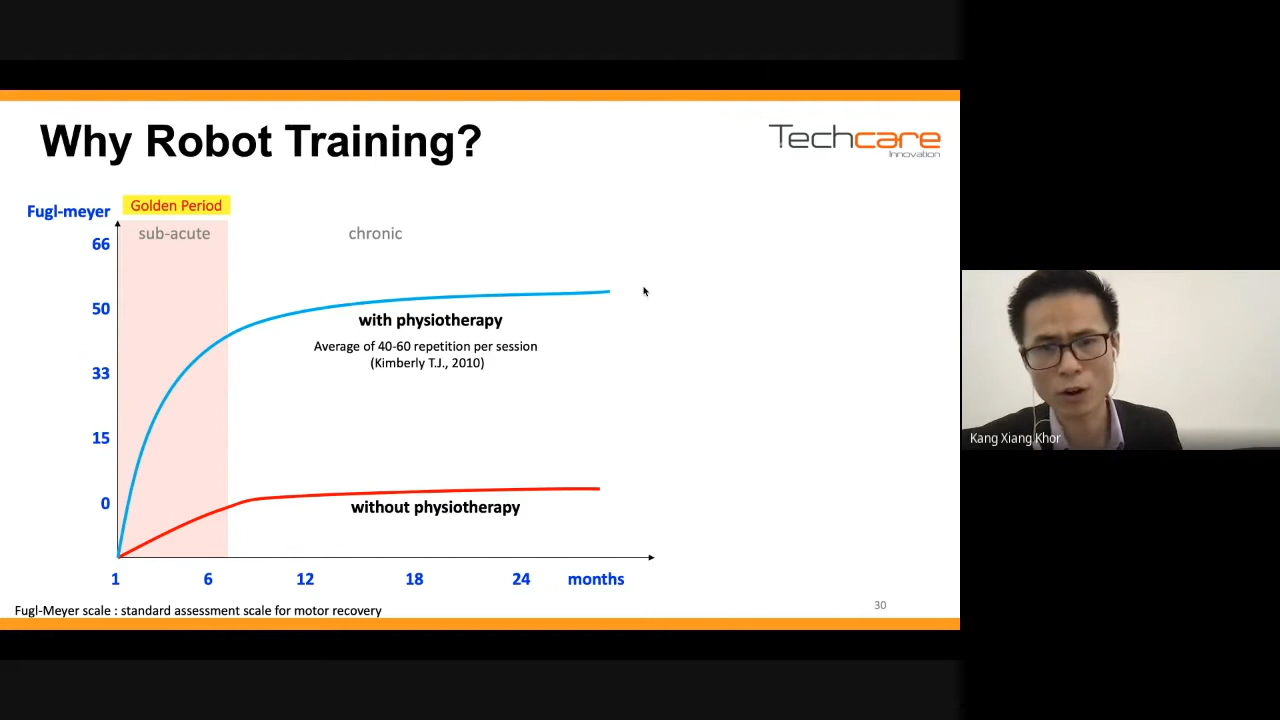 Why Robot Training?
Techcare
Innovation
Golden Period
Fugl-meyer
sub-acute
chronic
66
50
33
15
0
with physiotherapy
Average of 40-60 repetition per session
(Kimberly T.J., 2010)
without physiotherapy
1 6 12 18 24 months
Fugl-Meyer scale : standard assessment scale for motor recovery
30
Kang Xiang Khor